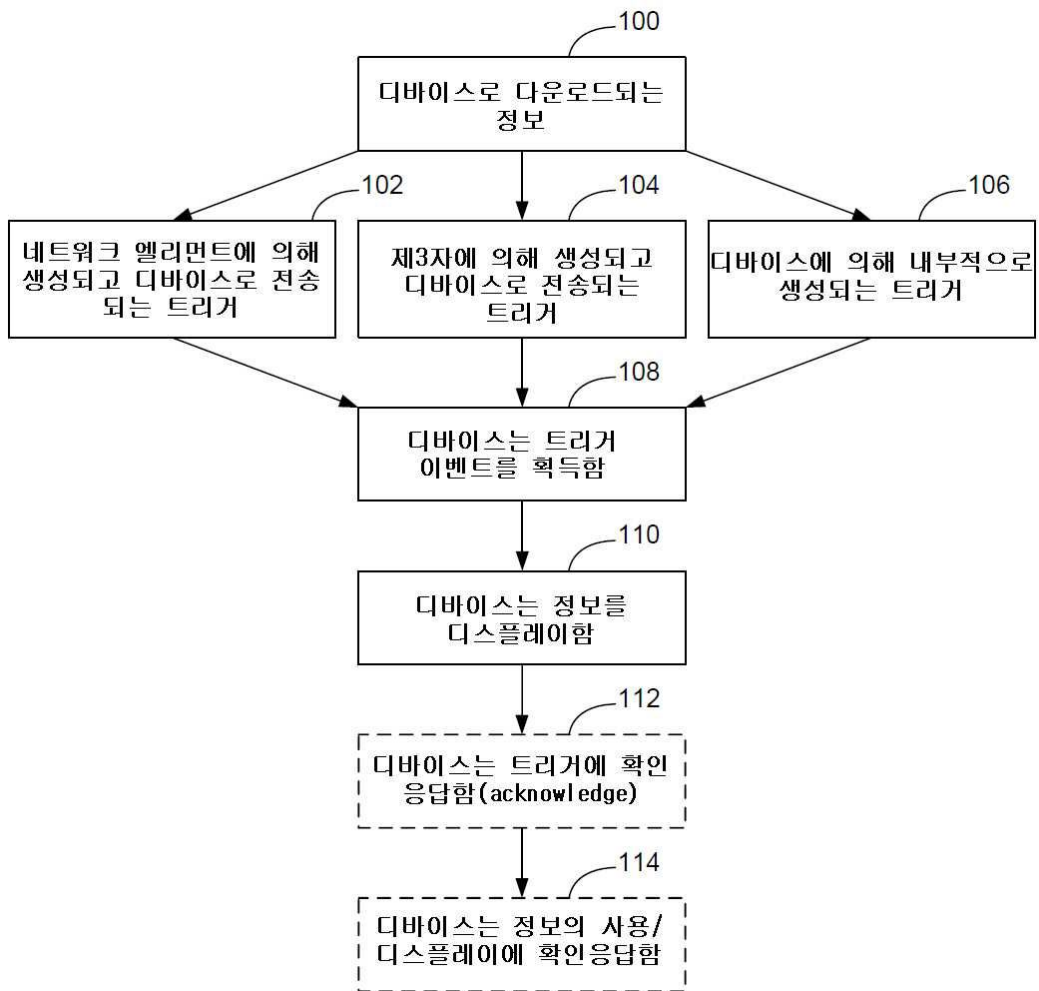 100
디바이스로 다운로드되는
정보
102
104
106
네트워크 엘리먼트에 의해
생성되고 디바이스로 전송
되는 트리거
제3자에 의해 생성되고
디바이스로 전송되는
트리거
디바이스에 의해 내부적으로
생성되는 트리거
108
디바이스는 트리거
이벤트를 획득함
110
디바이스는 정보를
디스플레이함
112
디바이스는 트리거에 확인
응답함(acknowledge)
114
디바이스는 정보의 사용/
디스플레이에 확인응답함